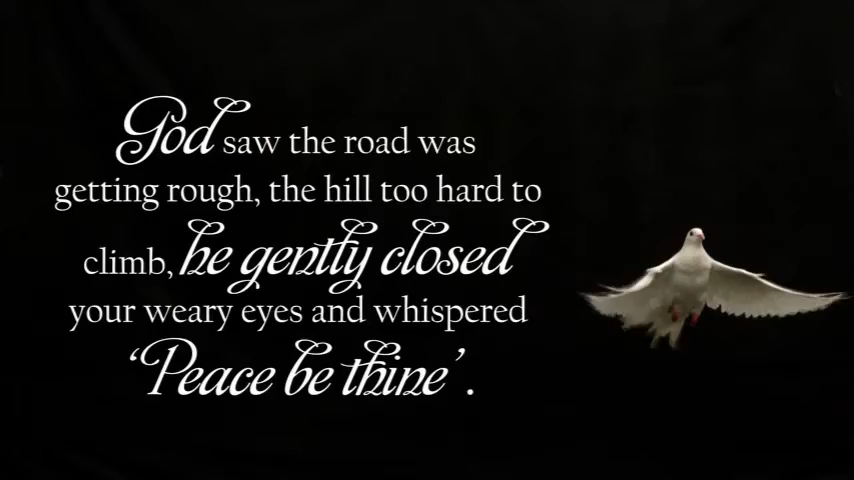 God saw the road was
getting rough, the hill too hard to
climb, he gently closed
your weary eyes and whispered
‘Peace be thine’.